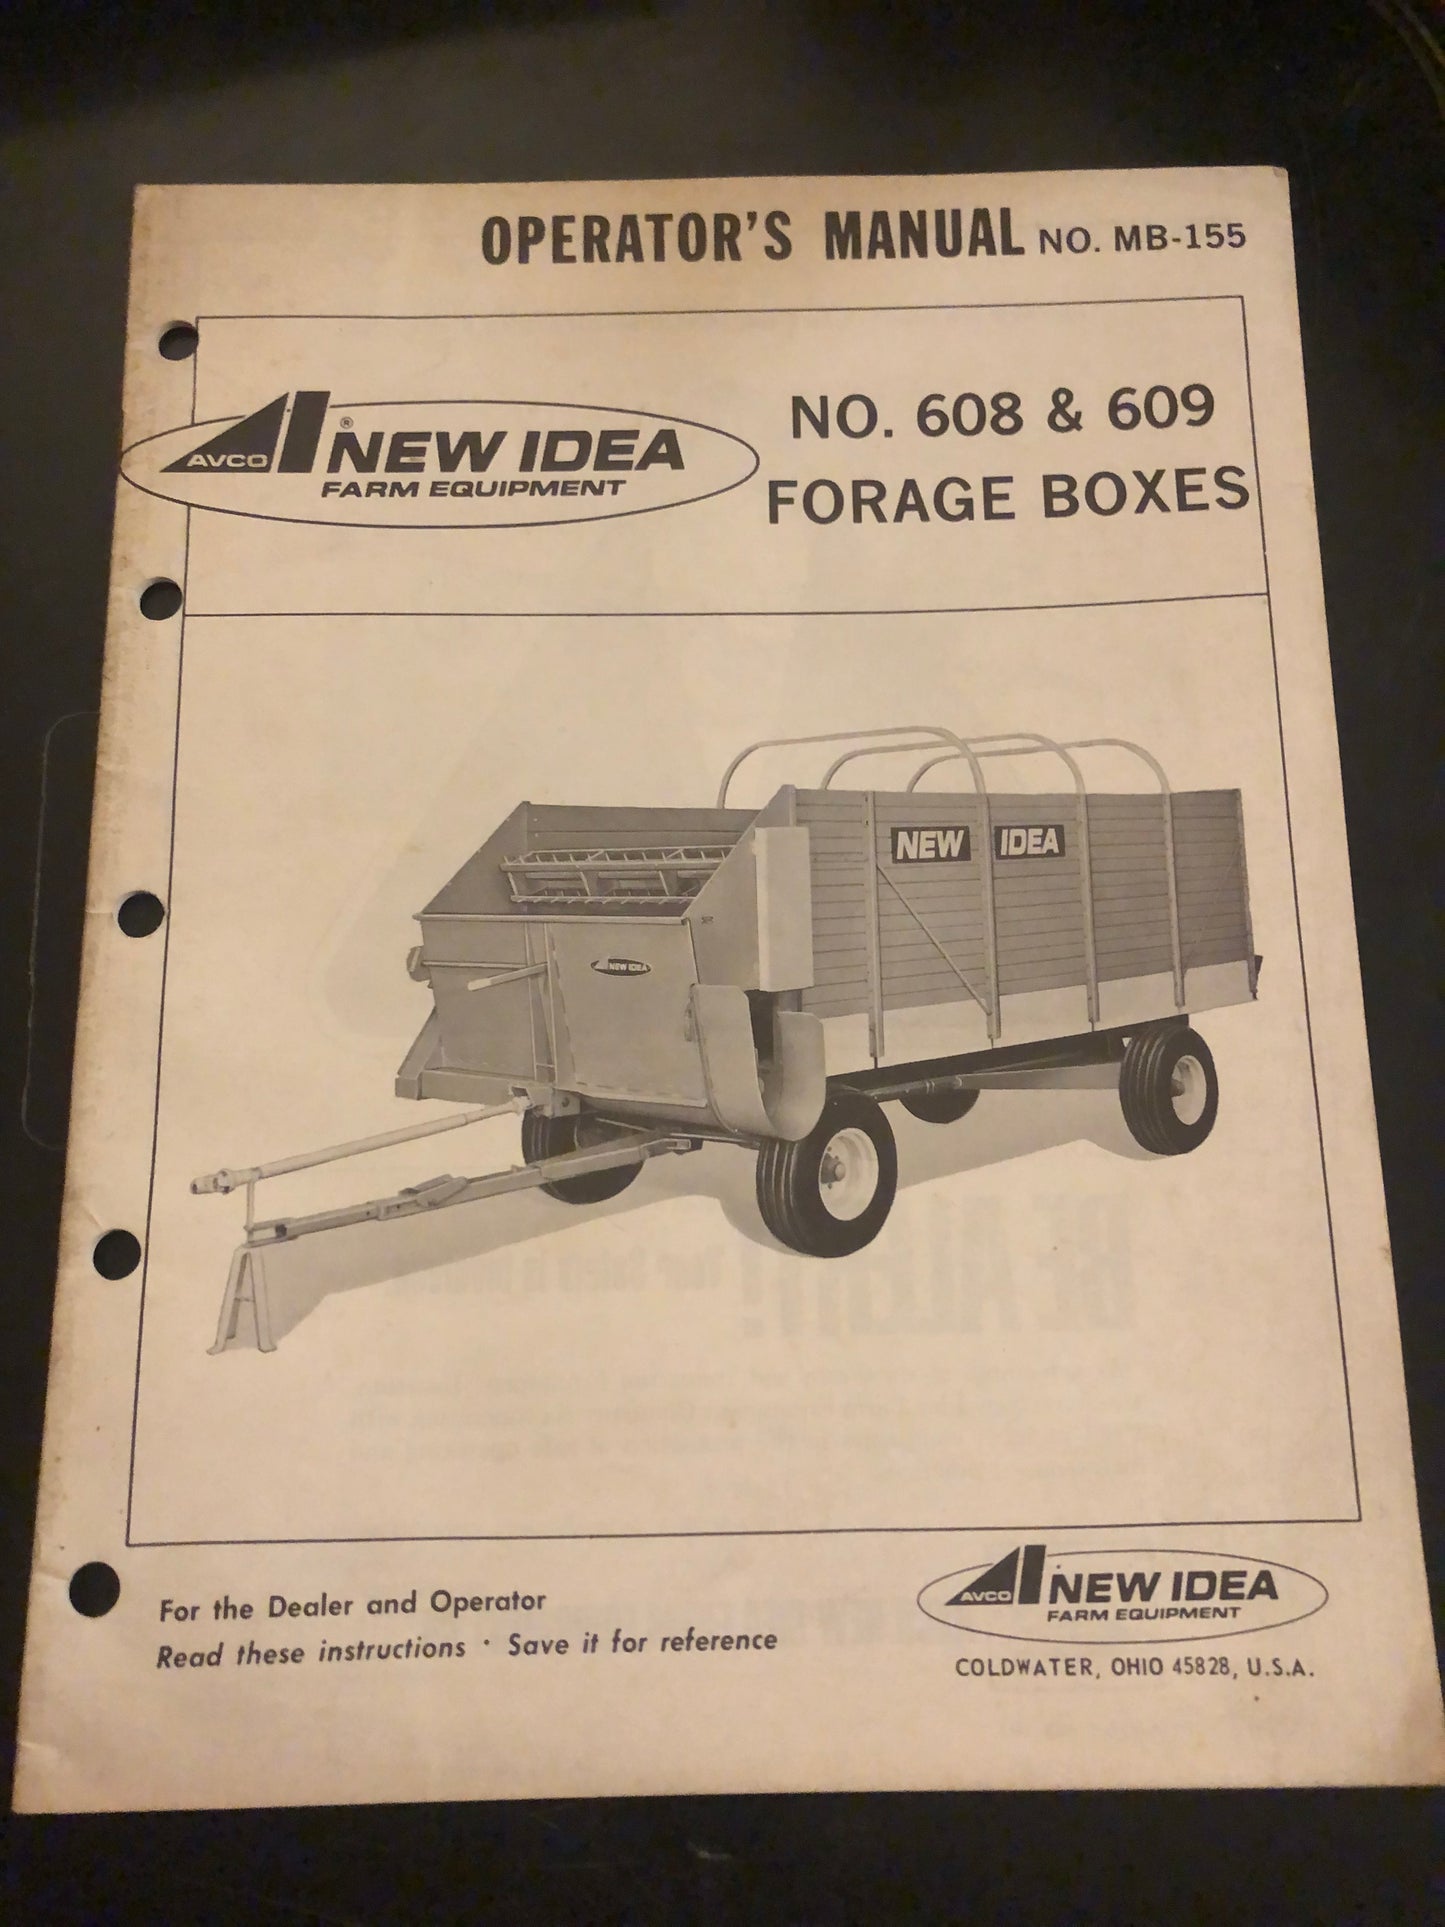 OPERATOR'S MANUAL NO. MB-155
AVCO
®
NEW IDEA
FARM EQUIPMENT
NO. 608 & 609
FORAGE BOXES
NEW IDEA
NEW IDEA
For the Dealer and Operator
Read these instructions · Save it for reference
AVCO
NEW IDEA
FARM EQUIPMENT
COLDWATER, OHIO 45828, U.S.A.